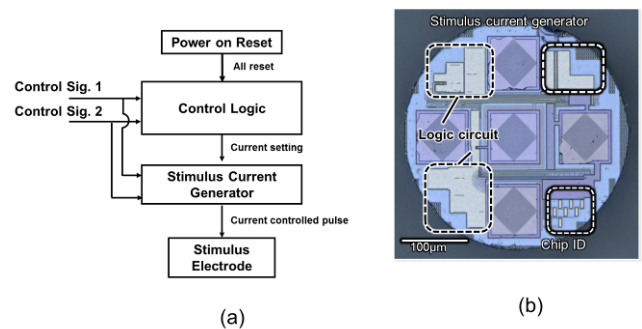 Power on Reset
All reset
Control Sig. 1
Control Sig. 2
Control Logic
Current setting
Stimulus Current
Generator
Current controlled pulse
Stimulus
Electrode
(a)
Stimulus current generator
Logic circuit
100μm
Chip ID
(b)